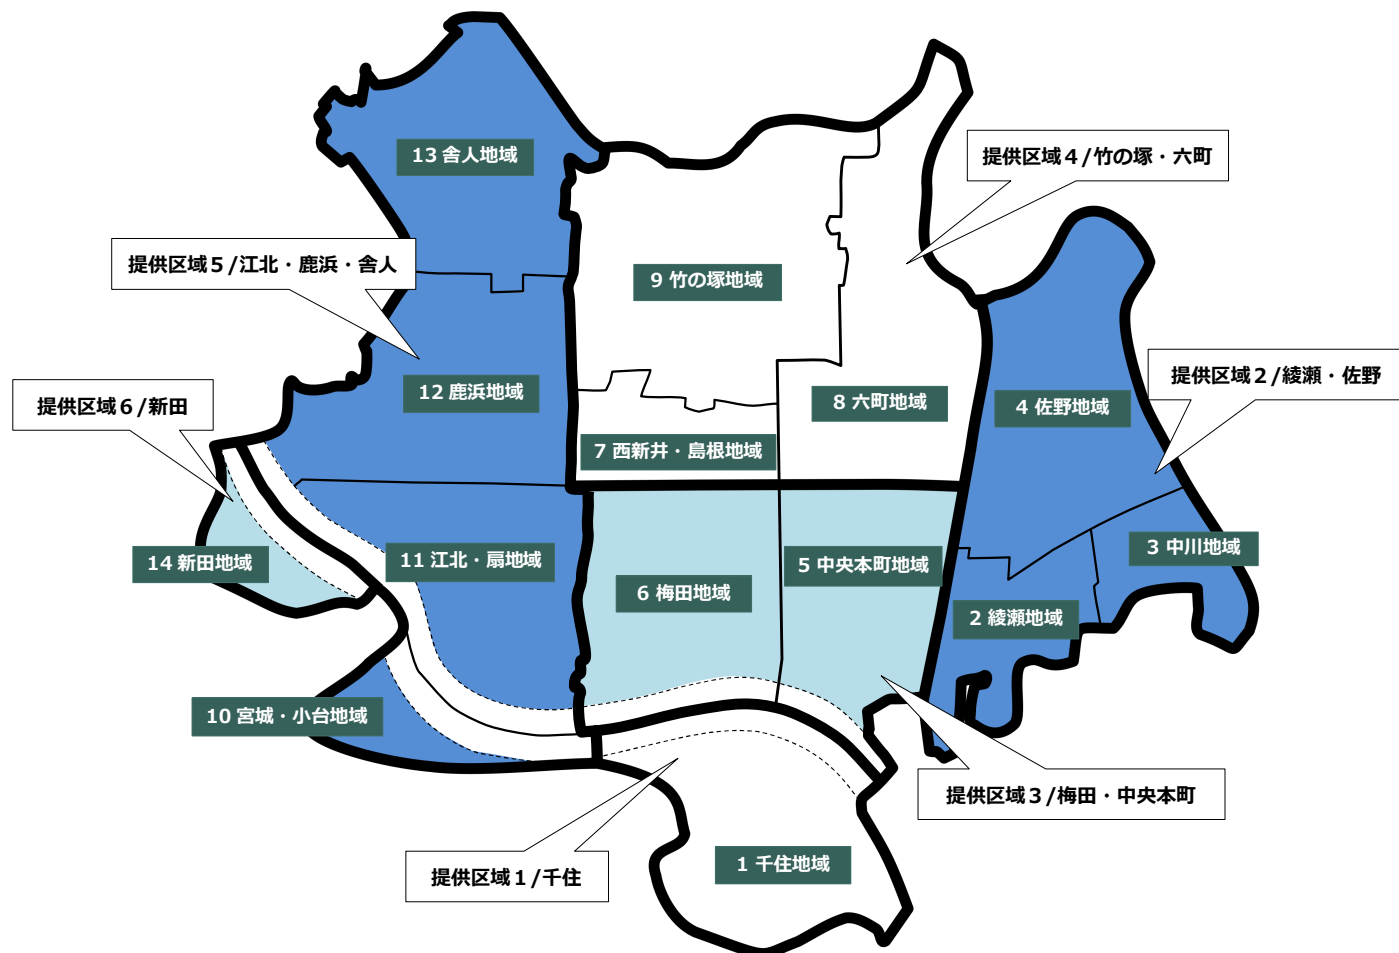 13 舎人地域
提供区域4/竹の塚・六町
提供区域5/江北・鹿浜・舎人
9 竹の塚地域
提供区域2/綾瀬・佐野
12 鹿浜地域
8 六町地域
4 佐野地域
提供区域6/新田
7 西新井・島根地域
14 新田地域
11 江北・扇地域
5 中央本町地域
3 中川地域
6 梅田地域
2 綾瀬地域
10 宮城・小台地域
提供区域3/梅田・中央本町
提供区域1/千住
1 千住地域